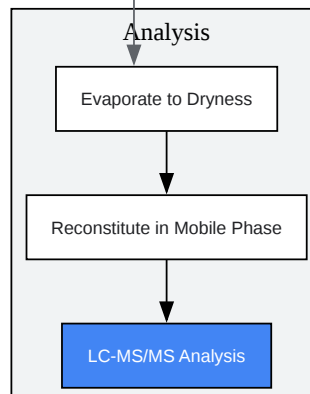 Analysis
Evaporate to Dryness
Reconstitute in Mobile Phase
LC-MS/MS Analysis